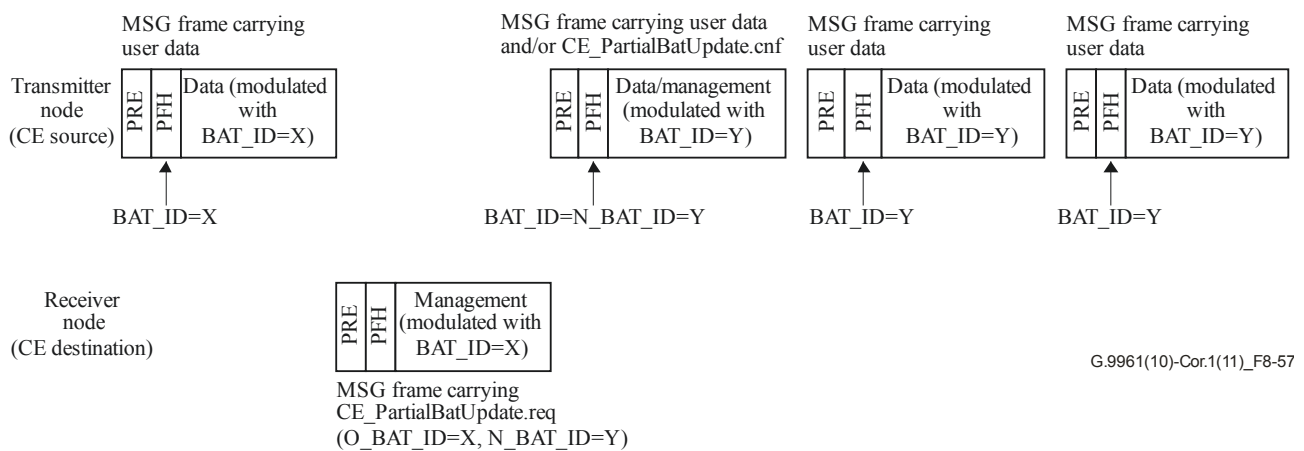 MSG frame carrying
user data
MSG frame carrying user data
and/or CE_PartialBatUpdate.cnf
MSG frame carrying
user data
MSG frame carrying
user data
Transmitter
node
(CE source)
PRE
PFH
Data (modulated
with
BAT_ID=X)
PRE
PFH
Data/management
(modulated with
BAT_ID=Y)
PRE
PFH
Data (modulated
with
BAT_ID=Y)
PRE
PFH
Data (modulated
with
BAT_ID=Y)
BAT_ID=X
BAT_ID=N_BAT_ID=Y
BAT_ID=Y
BAT_ID=Y
Receiver
node
(CE destination)
PRE
PFH
Management
(modulated with
BAT_ID=X)
G.9961(10)-Cor.1(11)_F8-57
MSG frame carrying
CE_PartialBatUpdate.req
(O_BAT_ID=X, N_BAT_ID=Y)